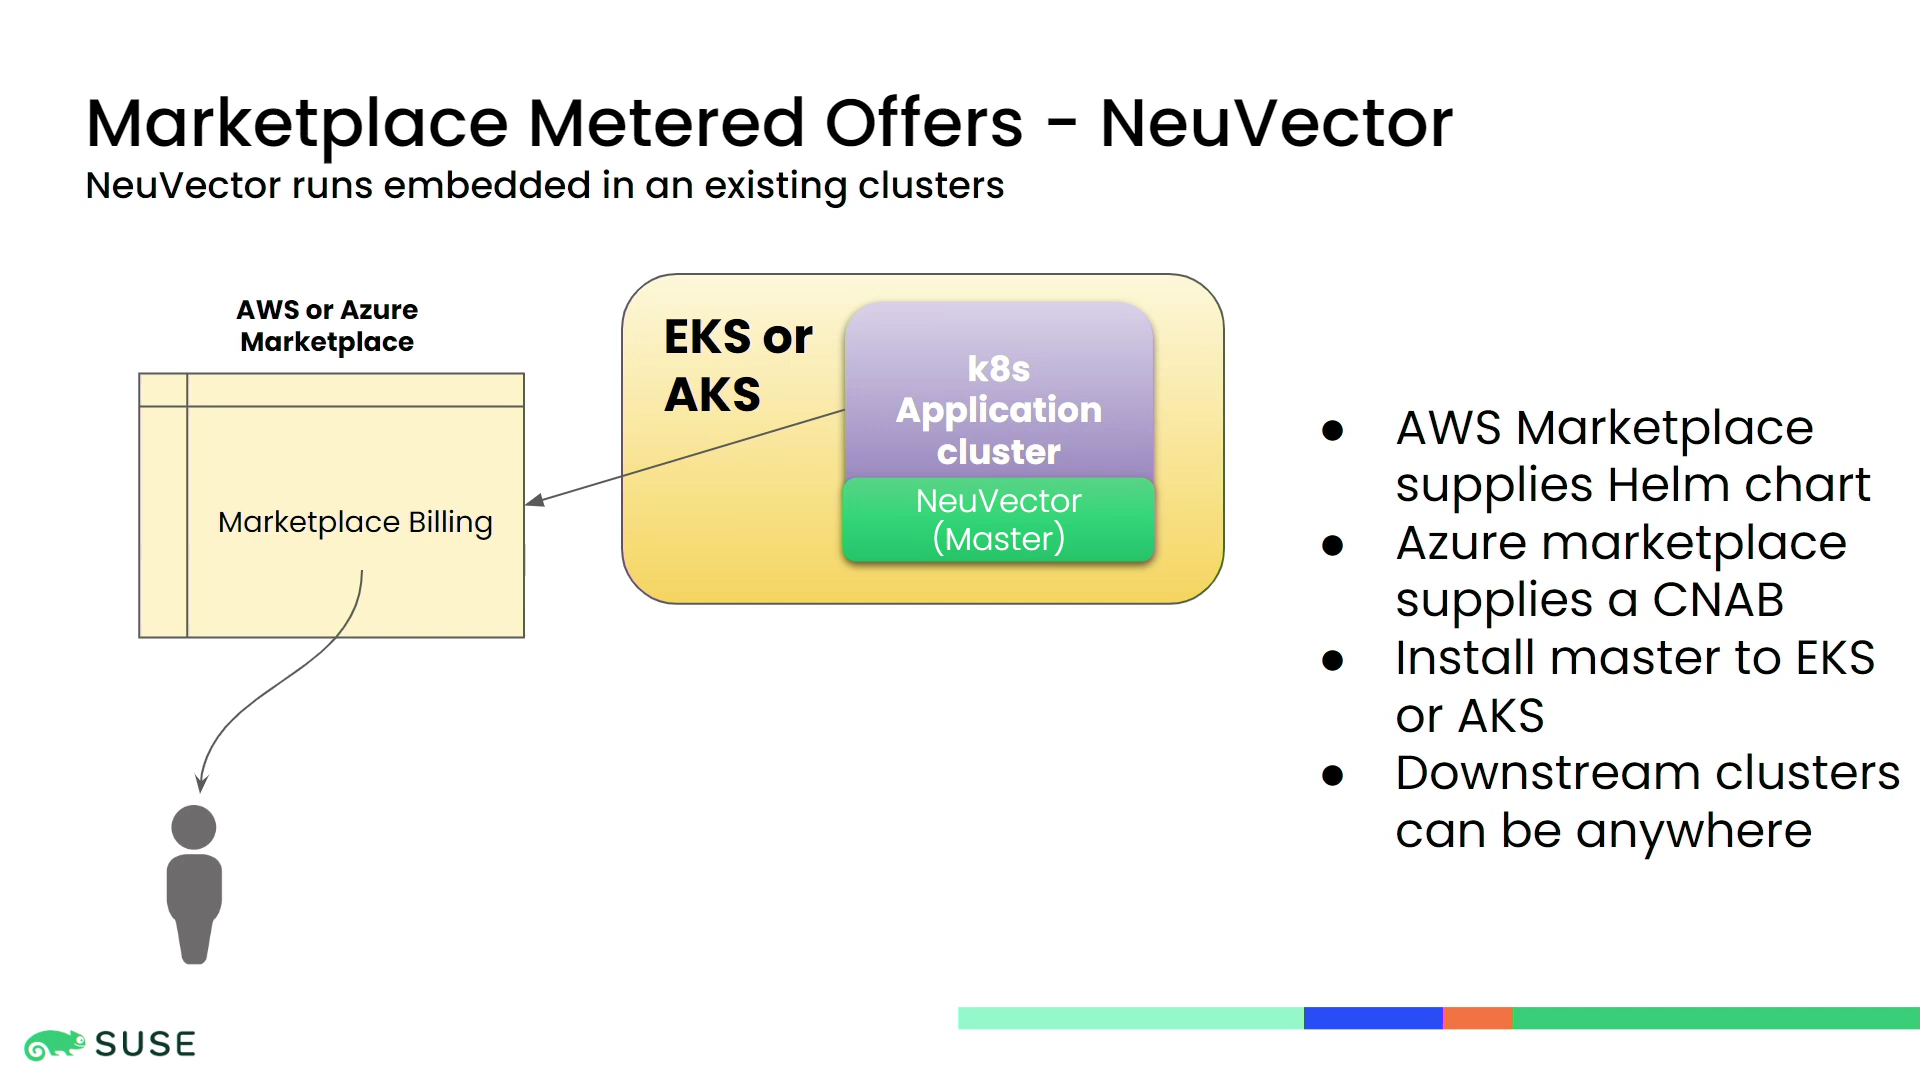 Marketplace Metered Offers - NeuVector
NeuVector runs embedded in an existing clusters
AWS or Azure
Marketplace
Marketplace Billing
EKS or
AKS
k8s
Application
cluster
NeuVector
(Master)
● AWS Marketplace
supplies Helm chart
● Azure marketplace
supplies a CNAB
● Install master to EKS
or AKS
● Downstream clusters
can be anywhere
SUSE